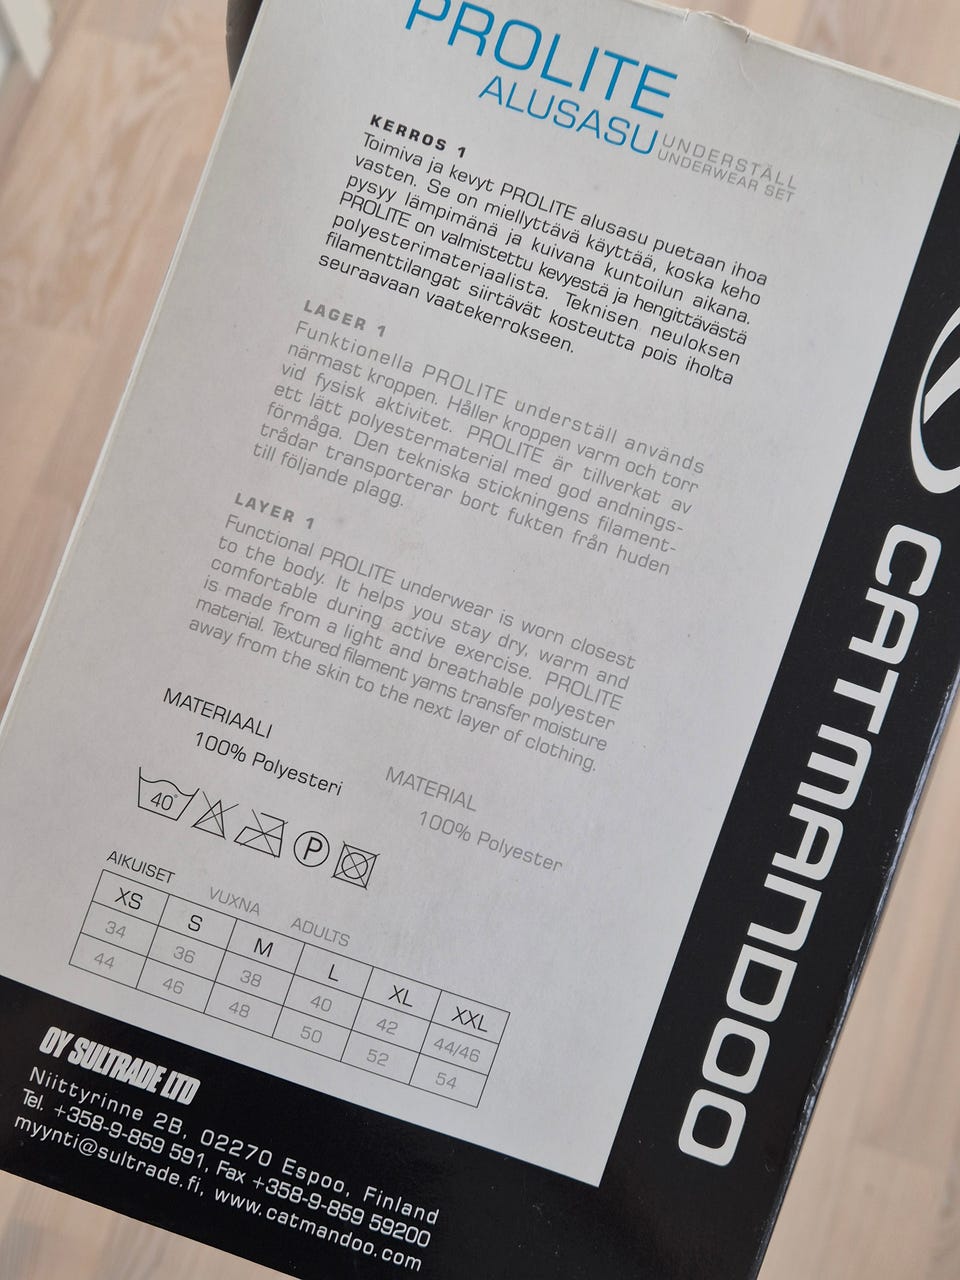 PROLITE
ALUSASU
UNDERSTÄLL
UNDERWEAR SET
KERROS 1
Toimiva ja kevyt PROLITE alusasu puetaan ihoa
vasten. Se on miellyttävä käyttää, koska keho
pysyy lämpimänä ja kuivana kuntoilun aikana.
PROLITE on valmistettu kevyestä ja hengittävästä
polyesterimateriaalista. Teknisen neuloksen
filamenttilangat siirtävät kosteutta pois iholta
seuraavaan vaatekerrokseen.
LAGER 1
Funktionella PROLITE underställ används
närmast kroppen. Håller kroppen varm och torr
vid fysisk aktivitet. PROLITE är tillverkat av
ett lätt polyestermaterial med god andnings-
förmåga. Den tekniska stickningens filament-
trådar transporterar bort fukten från huden
till följande plagg.
LAYER 1
Functional PROLITE underwear is worn closest
to the body. It helps you stay dry, warm and
comfortable during active exercise. PROLITE
is made from a light and breathable polyester
material. Textured filament yarns transfer moisture
away from the skin to the next layer of clothing.
MATERIAALI
100% Polyesteri
MATERIAL
100% Polyester
40°
P
AIKUISET VUXNA ADULTS
XS S M L XL XXL
34 36 38 40 42 44/46
44 46 48 50 52 54
OY SULTRADE LTD
Niittyrinne 2B, 02270 Espoo, Finland
Tel. +358-9-859 591, Fax +358-9-859 59200
myynti@sultrade.fi, www.catmandoo.com
CATMANDOO